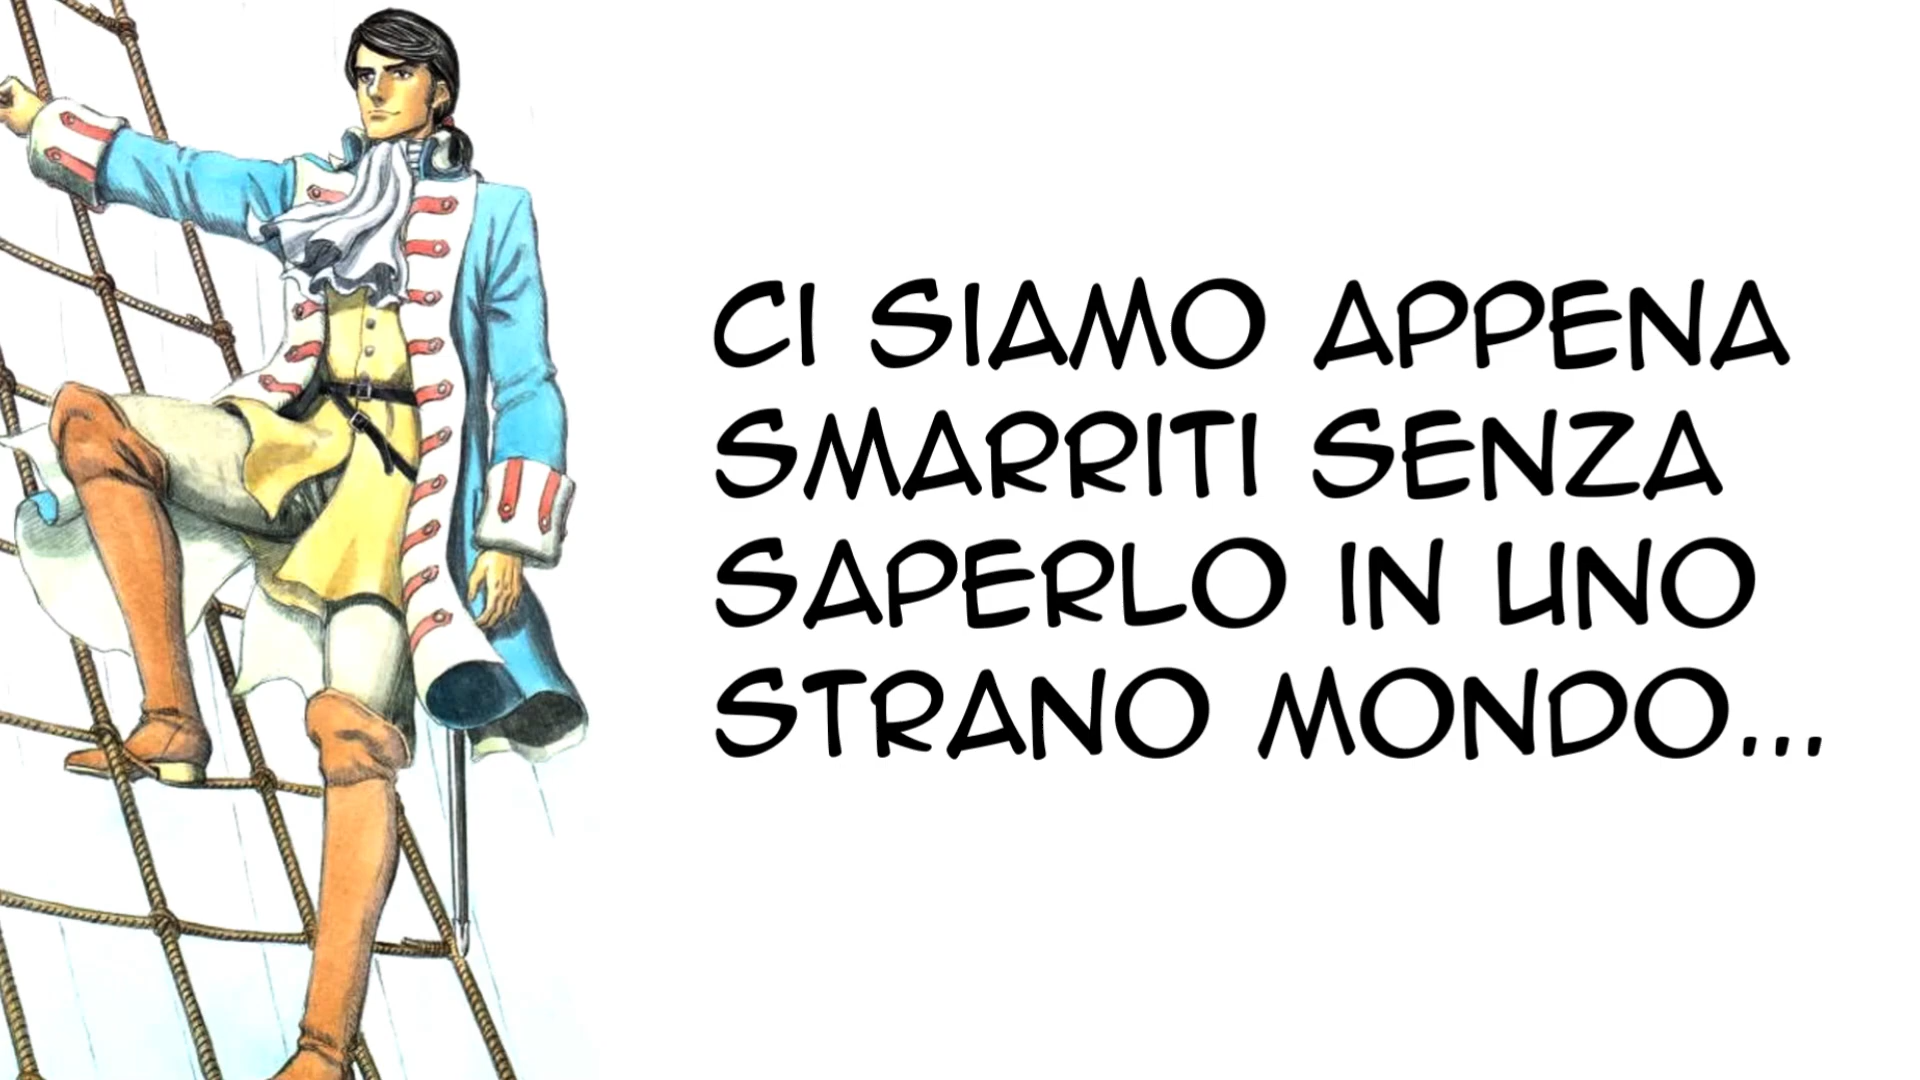 CI SIAMO APPENA
SMARRITI SENZA
SAPERLO IN UNO
STRANO MONDO...